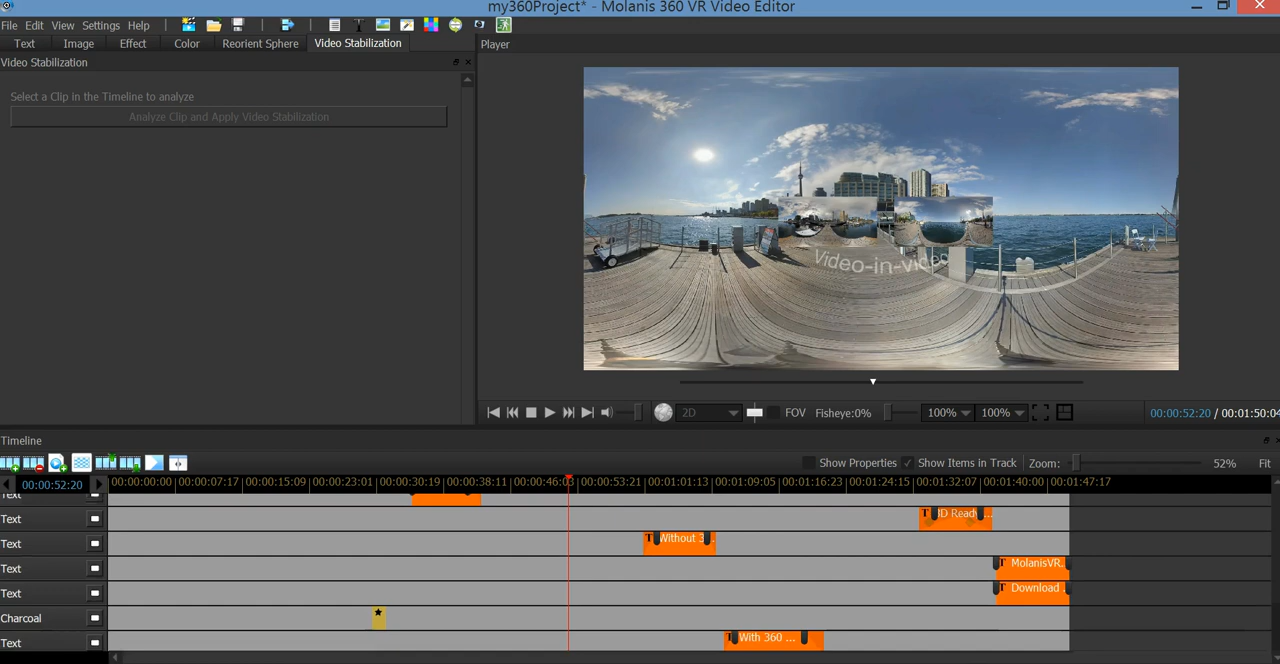 my360Project* - Molanis 360 VR Video Editor
File Edit View Settings Help
Text Image Effect Color Reorient Sphere Video Stabilization
Player
Video Stabilization
Select a Clip in the Timeline to analyze
Analyze Clip and Apply Video Stabilization
Video-in-Video
2D FOV Fisheye:0% 100% 100% 00:00:52:20 / 00:01:50:04
Timeline
Show Properties Show Items in Track Zoom: 52% Fit
00:00:52:20 00:00:00:00 00:00:07:17 00:00:15:09 00:00:23:01 00:00:30:19 00:00:38:11 00:00:46:03 00:00:53:21 00:01:01:13 00:01:09:05 00:01:16:23 00:01:24:15 00:01:32:07 00:01:40:00 00:01:47:17
Text
Text T 3D Ready...
Text T Without 3...
Text T MolanisVR.
Text T Download ...
Charcoal
Text T With 360 ...